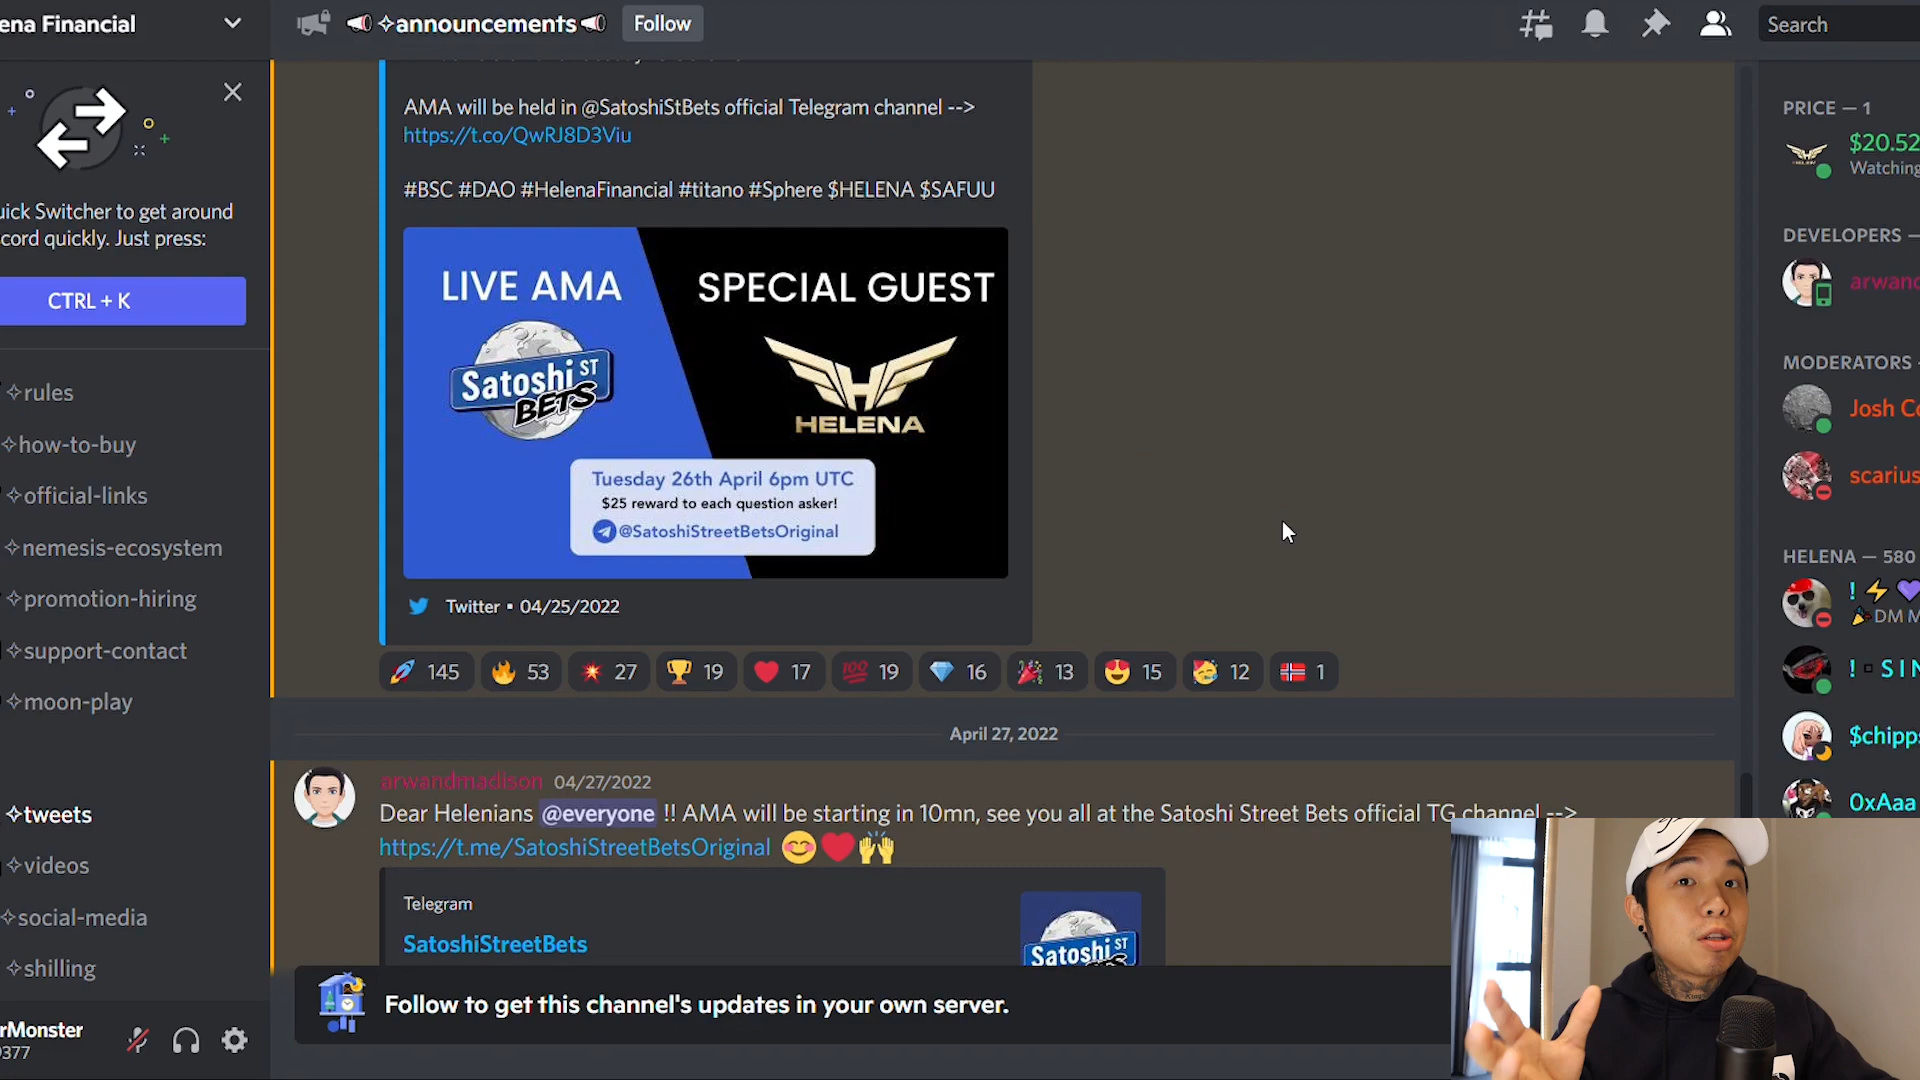 ena Financial
✧announcements
Follow
Search
uick Switcher to get around
cord quickly. Just press:
CTRL + K
✧rules
✧how-to-buy
✧official-links
✧nemesis-ecosystem
✧promotion-hiring
✧support-contact
✧moon-play
✧tweets
✧videos
✧social-media
✧shilling
rMonster
0377
AMA will be held in @SatoshiStBets official Telegram channel -->
https://t.co/QwRJ8D3Viu
#BSC #DAO #HelenaFinancial #titano #Sphere $HELENA $SAFUU
LIVE AMA
SPECIAL GUEST
Satoshi ST
BETS
HELENA
Tuesday 26th April 6pm UTC
$25 reward to each question asker!
@SatoshiStreetBetsOriginal
Twitter • 04/25/2022
145 53 27 19 17 19 16 13 15 12 1
April 27, 2022
arwandmadison 04/27/2022
Dear Helenians @everyone !! AMA will be starting in 10mn, see you all at the Satoshi Street Bets official TG channel -->
https://t.me/SatoshiStreetBetsOriginal
Telegram
SatoshiStreetBets
Satoshi ST
Follow to get this channel's updates in your own server.
PRICE — 1
$20.52
Watching
DEVELOPERS —
arwand
MODERATORS -
Josh Co
scarius
HELENA — 580
!
DM M
! ▫ S I N
$chipps
0xAaa